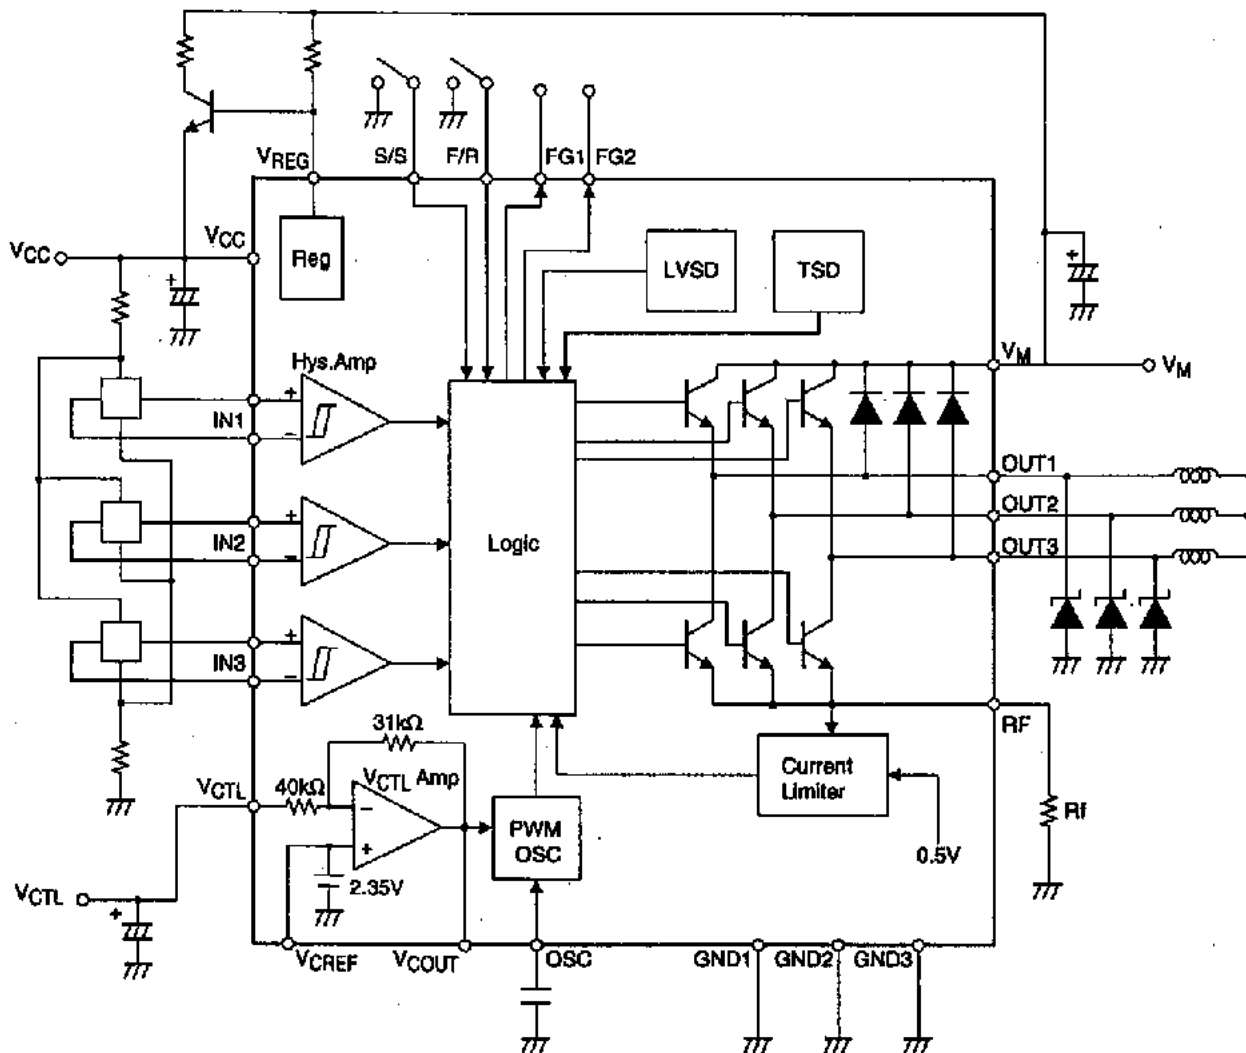 VREG
S/S
F/R
FG1
FG2
VCC
VCC
Reg
LVSD
TSD
Hys.Amp
VM
VM
+
+
+
−
IN1
OUT1
+
−
IN2
Logic
OUT2
OUT3
+
−
IN3
RF
31kΩ
VCTL Amp
40kΩ
VCTL
−
+
2.35V
PWM
OSC
Current
Limiter
0.5V
Rf
VCTL
+
VCREF
VCOUT
OSC
GND1
GND2
GND3